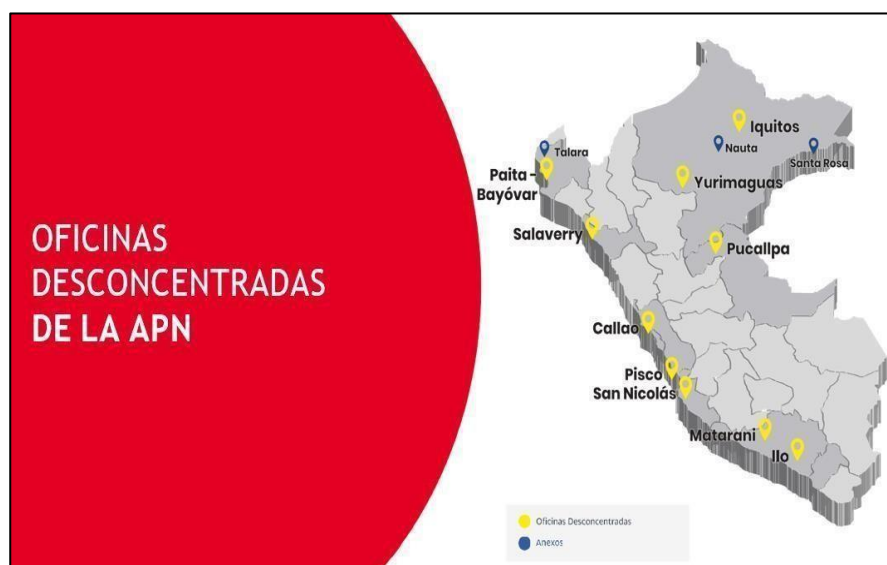 OFICINAS
DESCONCENTRADAS
DE LA APN
Iquitos
Nauta
Talara
Santa Rosa
Paita -
Bayóvar
Yurimaguas
Salaverry
Pucallpa
Callao
Pisco
San Nicolás
Matarani
Ilo
Oficinas Desconcentradas
Anexos